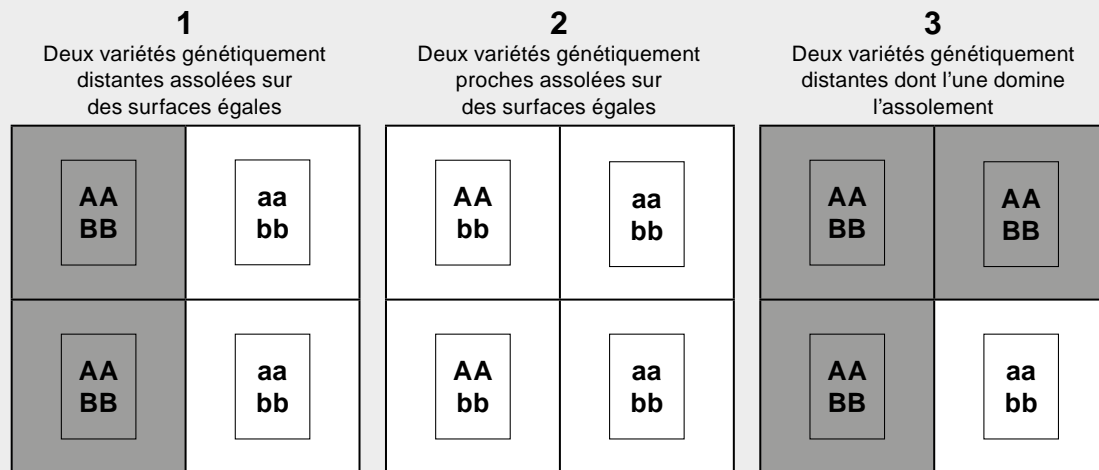 1
Deux variétés génétiquement
distantes assolées sur
des surfaces égales
AA
BB
aa
bb
AA
BB
aa
bb
2
Deux variétés génétiquement
proches assolées sur
des surfaces égales
AA
bb
aa
bb
AA
bb
aa
bb
3
Deux variétés génétiquement
distantes dont l'une domine
l'assolement
AA
BB
AA
BB
AA
BB
aa
bb